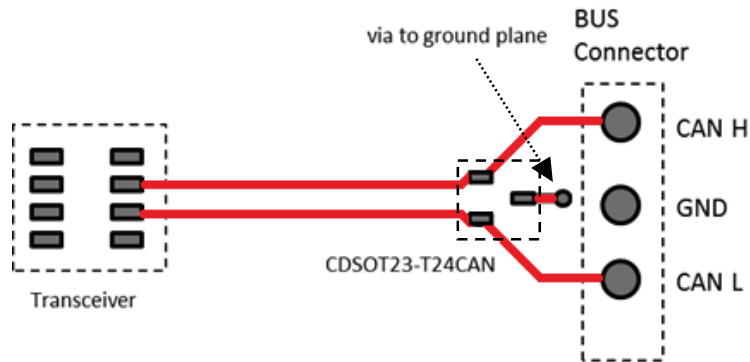 BUS
Connector
via to ground plane
CAN H
GND
CDSOT23-T24CAN
CAN L
Transceiver